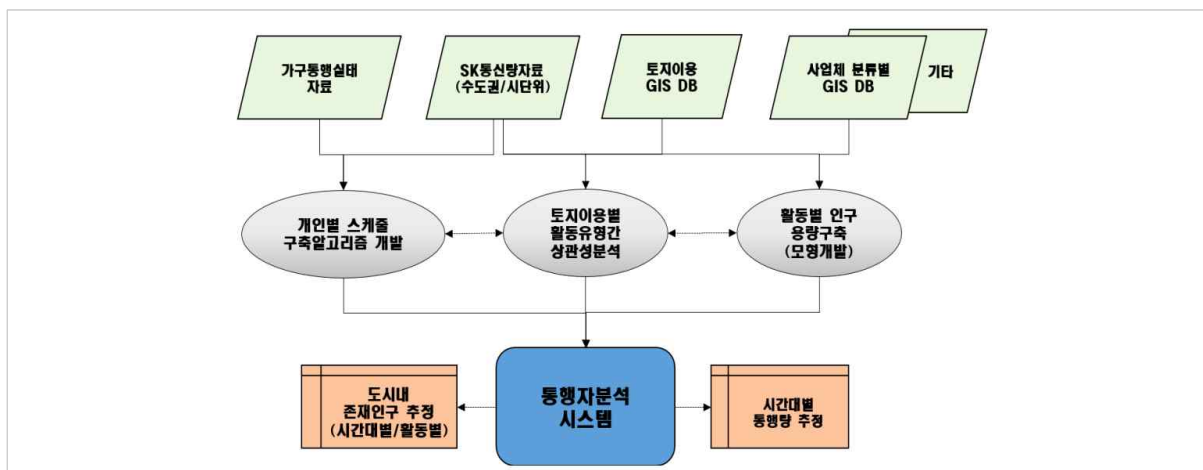 가구통행실태
자료
SK통신량자료
(수도권/시단위)
토지이용
GIS DB
사업체 분류별
GIS DB
기타
개인별 스케줄
구축알고리즘 개발
토지이용별
활동유형간
상관성분석
활동별 인구
용량구축
(모형개발)
도시내
존재인구 추정
(시간대별/활동별)
통행자분석
시스템
시간대별
통행량 추정